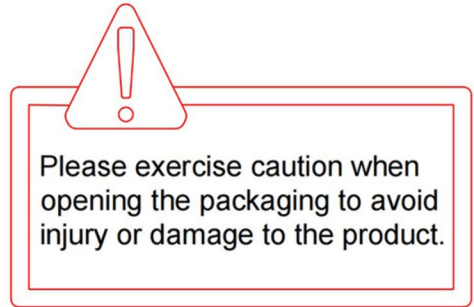 Please exercise caution when
opening the packaging to avoid
injury or damage to the product.